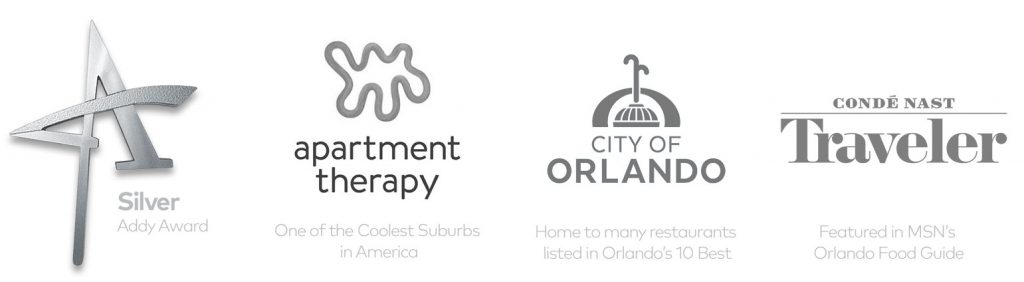 Silver
Addy Award
apartment
therapy
One of the Coolest Suburbs
in America
CITY OF
ORLANDO
Home to many restaurants
listed in Orlando's 10 Best
CONDÉ NAST
Traveler
Featured in MSN's
Orlando Food Guide